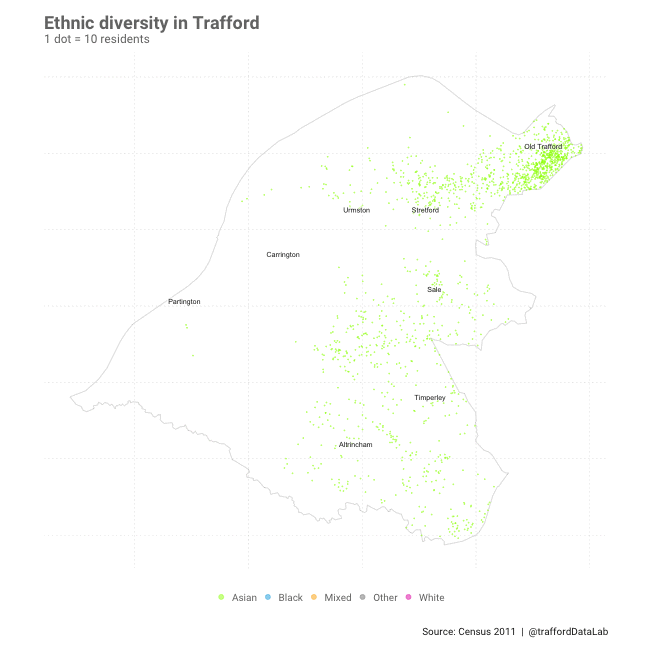 Ethnic diversity in Trafford
1 dot = 10 residents
Old Trafford
Urmston
Stretford
Carrington
Sale
Partington
Timperley
Altrincham
Asian Black Mixed Other White
Source: Census 2011 | @traffordDataLab